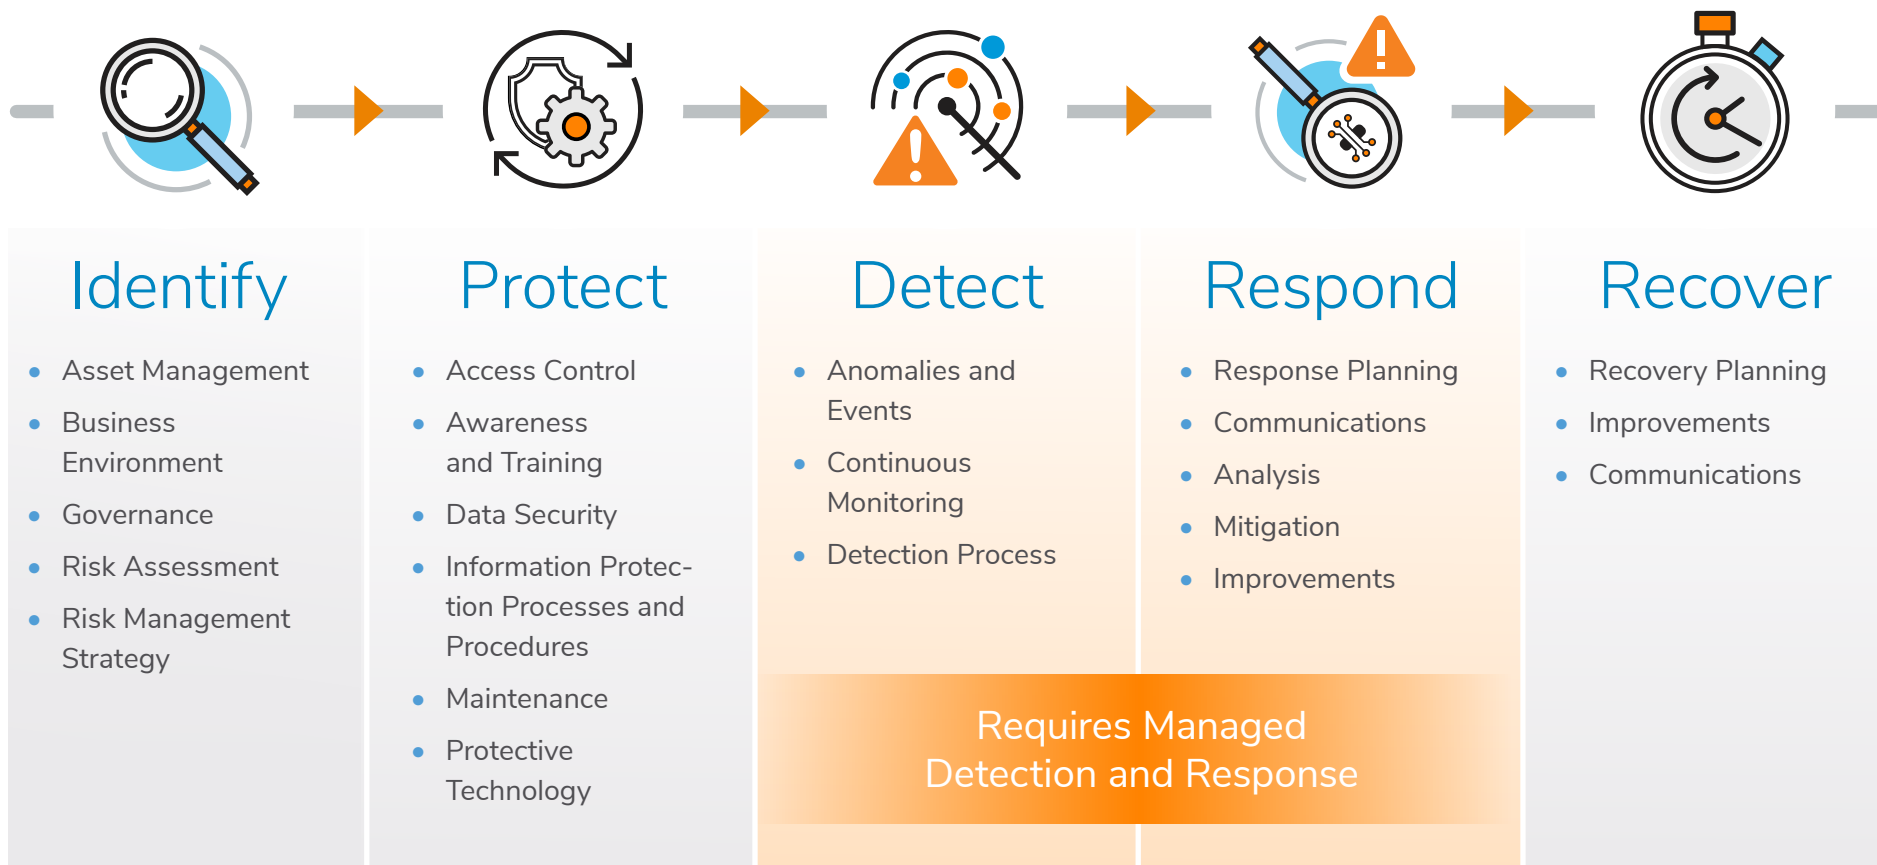 Identify
Asset Management
Business
Environment
Governance
Risk Assessment
Risk Management
Strategy
Protect
Access Control
Awareness
and Training
Data Security
Information Protec-
tion Processes and
Procedures
Maintenance
Protective
Technology
Detect
Anomalies and
Events
Continuous
Monitoring
Detection Process
Respond
Response Planning
Communications
Analysis
Mitigation
Improvements
Requires Managed
Detection and Response
Recover
Recovery Planning
Improvements
Communications